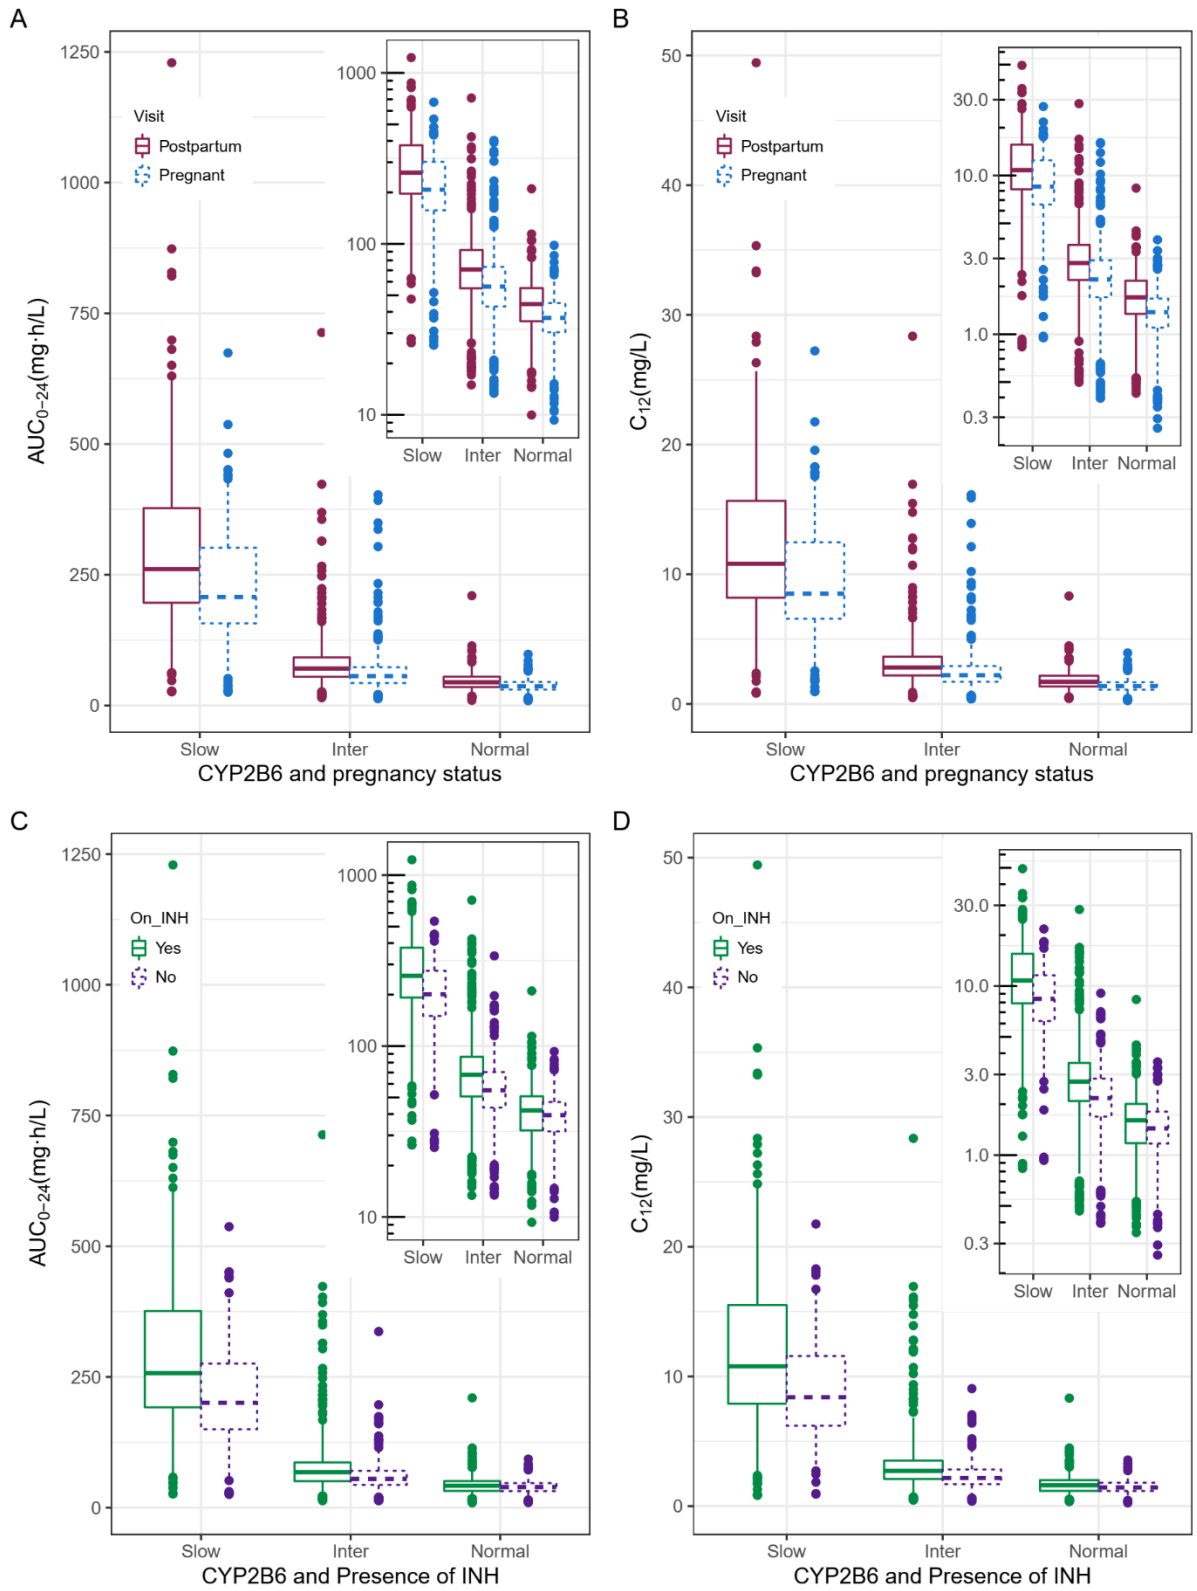 A
1250
1000
750
500
250
0
AUC0−24(mg·h/L)
Visit
Postpartum
Pregnant
1000
100
10
Slow Inter Normal
Slow Inter Normal
CYP2B6 and pregnancy status
B
50
40
30
20
10
0
C12(mg/L)
Visit
Postpartum
Pregnant
30.0
10.0
3.0
1.0
0.3
Slow Inter Normal
Slow Inter Normal
CYP2B6 and pregnancy status
C
1250
1000
750
500
250
0
AUC0−24(mg·h/L)
On_INH
Yes
No
1000
100
10
Slow Inter Normal
Slow Inter Normal
CYP2B6 and Presence of INH
D
50
40
30
20
10
0
C12(mg/L)
On_INH
Yes
No
30.0
10.0
3.0
1.0
0.3
Slow Inter Normal
Slow Inter Normal
CYP2B6 and Presence of INH